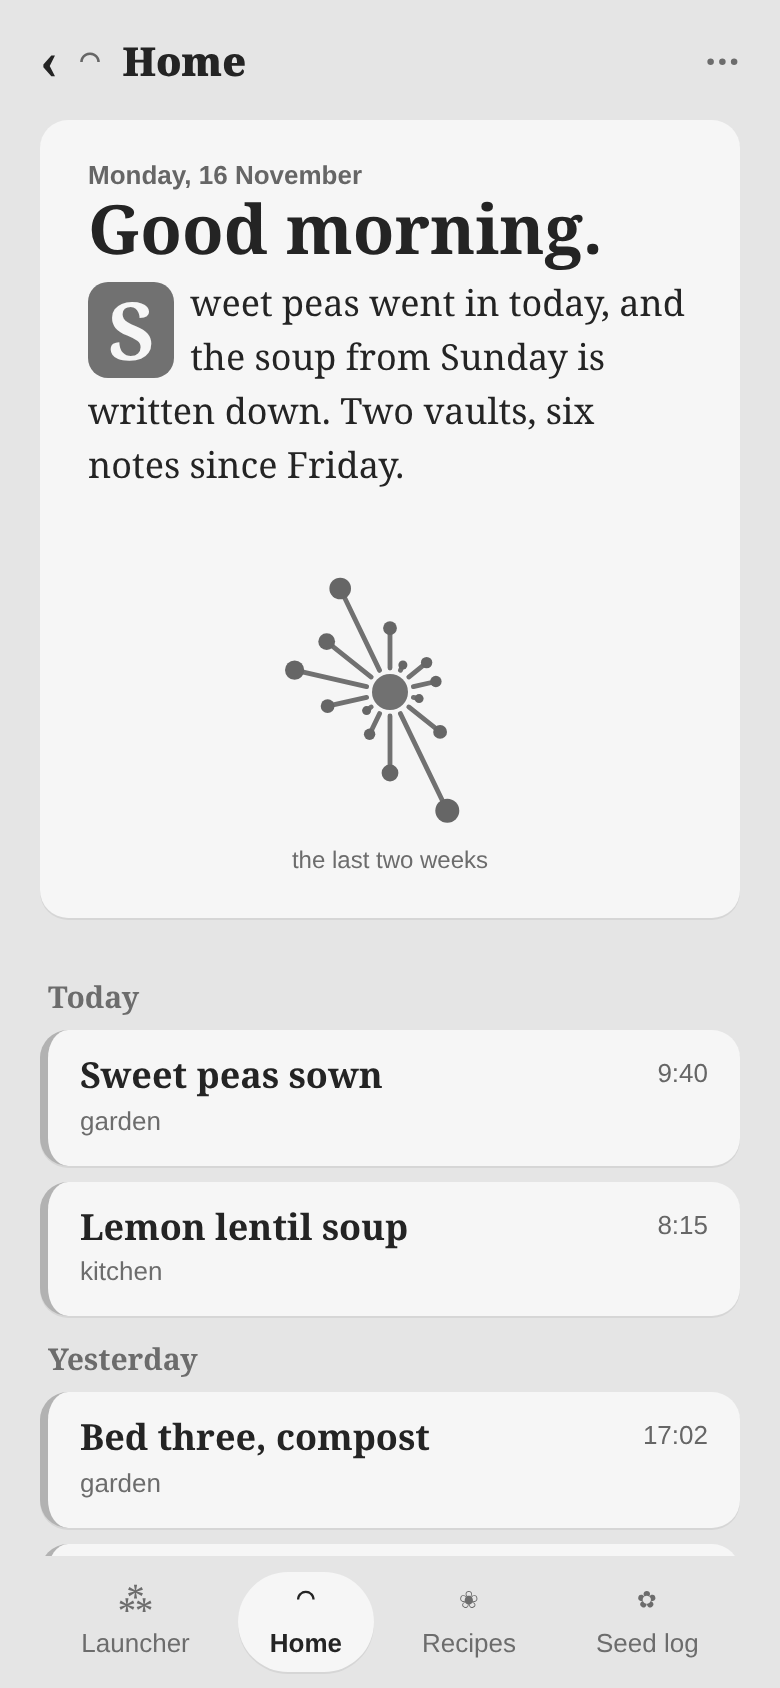 ‹ ◠ Home ···
Monday, 16 November
Good morning.
Sweet peas went in today, and
the soup from Sunday is
written down. Two vaults, six
notes since Friday.
the last two weeks
Today
Sweet peas sown 9:40
garden
Lemon lentil soup 8:15
kitchen
Yesterday
Bed three, compost 17:02
garden
Launcher Home Recipes Seed log